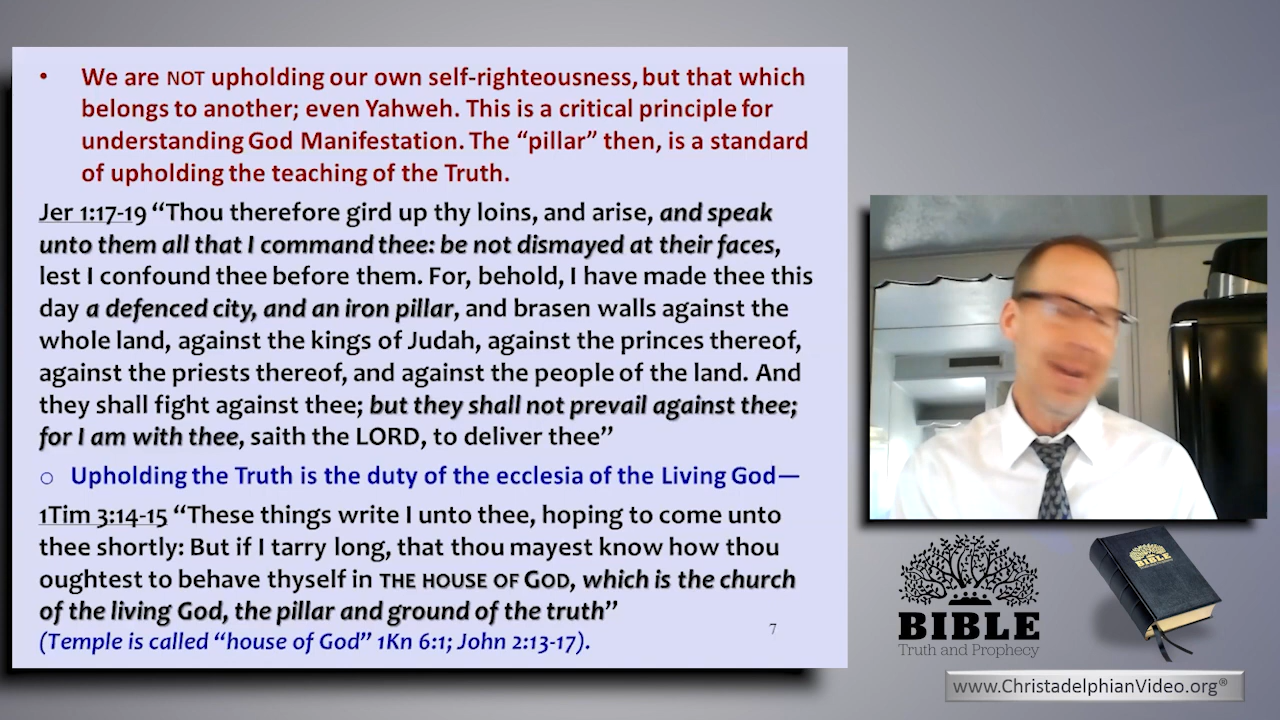 • We are NOT upholding our own self-righteousness, but that which
belongs to another; even Yahweh. This is a critical principle for
understanding God Manifestation. The “pillar” then, is a standard
of upholding the teaching of the Truth.
Jer 1:17-19 “Thou therefore gird up thy loins, and arise, and speak
unto them all that I command thee: be not dismayed at their faces,
lest I confound thee before them. For, behold, I have made thee this
day a defenced city, and an iron pillar, and brasen walls against the
whole land, against the kings of Judah, against the princes thereof,
against the priests thereof, and against the people of the land. And
they shall fight against thee; but they shall not prevail against thee;
for I am with thee, saith the LORD, to deliver thee”
o Upholding the Truth is the duty of the ecclesia of the Living God—
1Tim 3:14-15 “These things write I unto thee, hoping to come unto
thee shortly: But if I tarry long, that thou mayest know how thou
oughtest to behave thyself in THE HOUSE OF GOD, which is the church
of the living God, the pillar and ground of the truth”
(Temple is called “house of God” 1Kn 6:1; John 2:13-17).
7
BIBLE
Truth and Prophecy
BIBLE
www.ChristadelphianVideo.org®